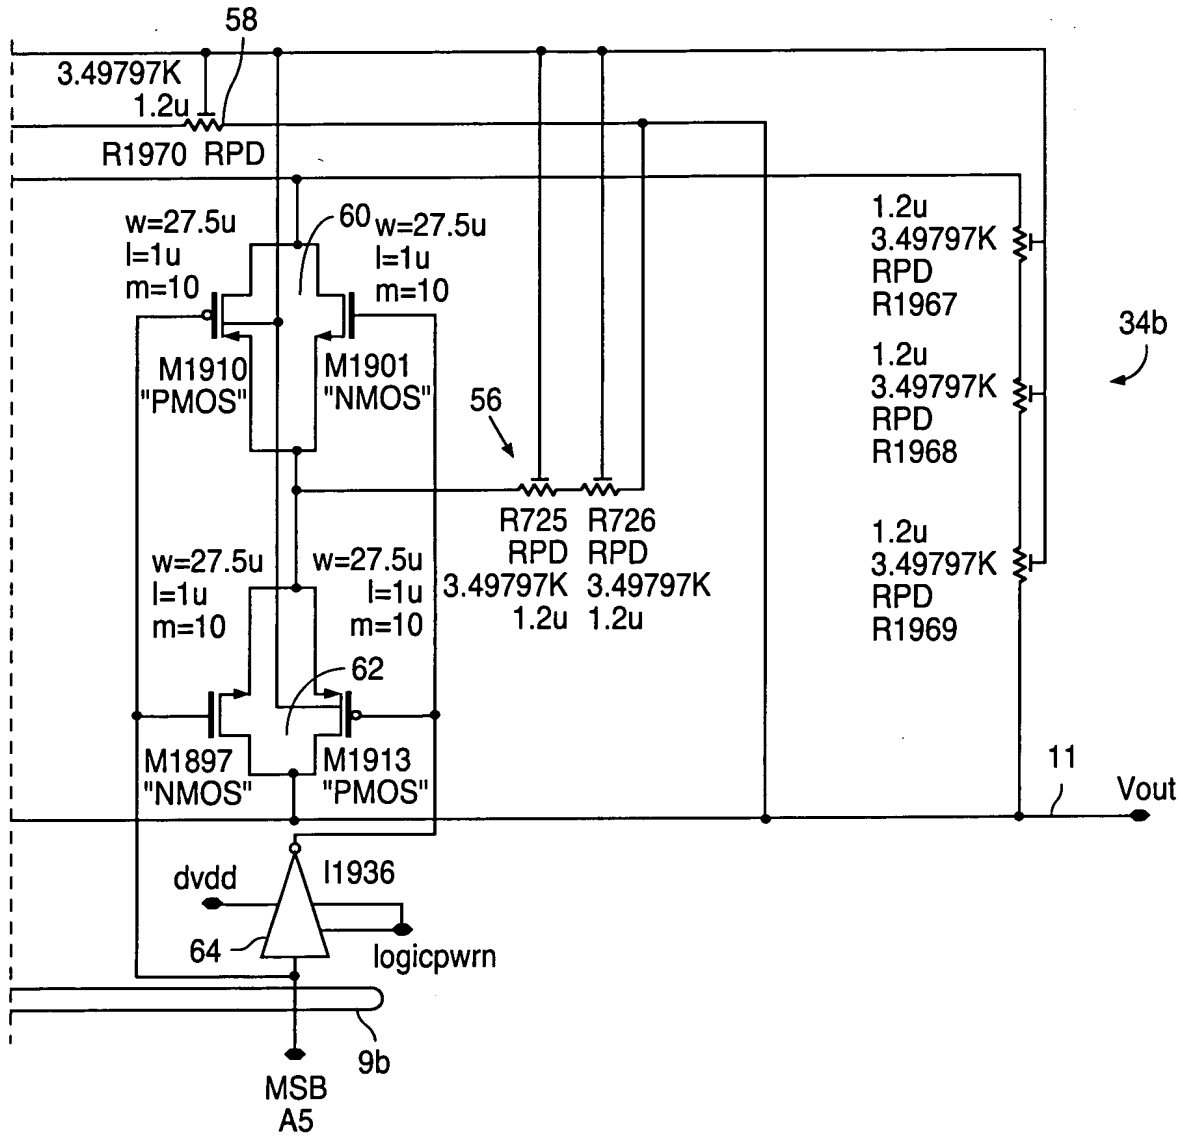 58
3.49797K
1.2u
R1970 RPD
w=27.5u
l=1u
m=10
60
w=27.5u
l=1u
m=10
M1910
"PMOS"
M1901
"NMOS"
1.2u
3.49797K
RPD
R1967
34b
1.2u
3.49797K
RPD
R1968
56
R725 R726
RPD RPD
3.49797K 3.49797K
1.2u 1.2u
1.2u
3.49797K
RPD
R1969
w=27.5u
l=1u
m=10
w=27.5u
l=1u
m=10
62
M1897
"NMOS"
M1913
"PMOS"
11
Vout
I1936
dvdd
64
logicpwrn
9b
MSB
A5